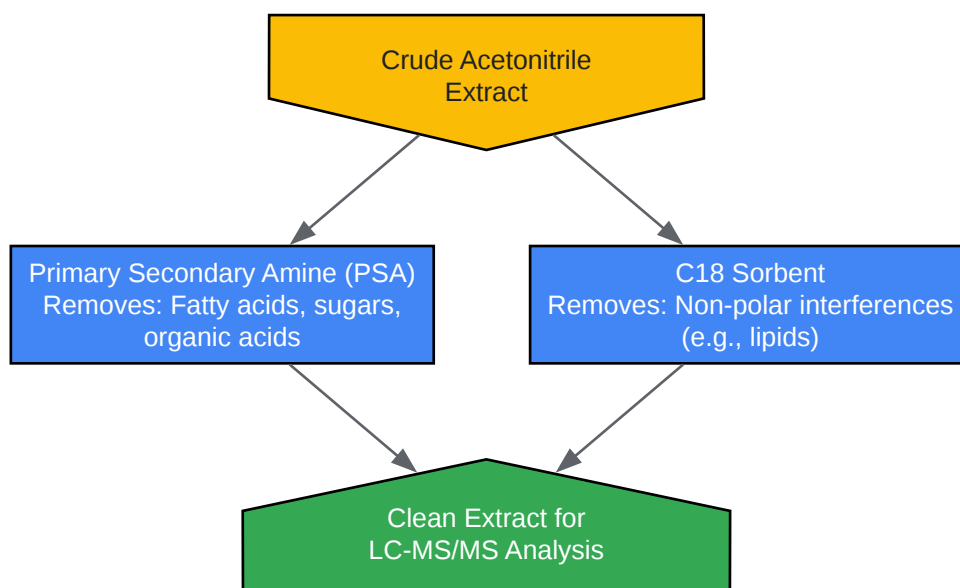 Crude Acetonitrile
Extract
Primary Secondary Amine (PSA)
Removes: Fatty acids, sugars,
organic acids
C18 Sorbent
Removes: Non-polar interferences
(e.g., lipids)
Clean Extract for
LC-MS/MS Analysis